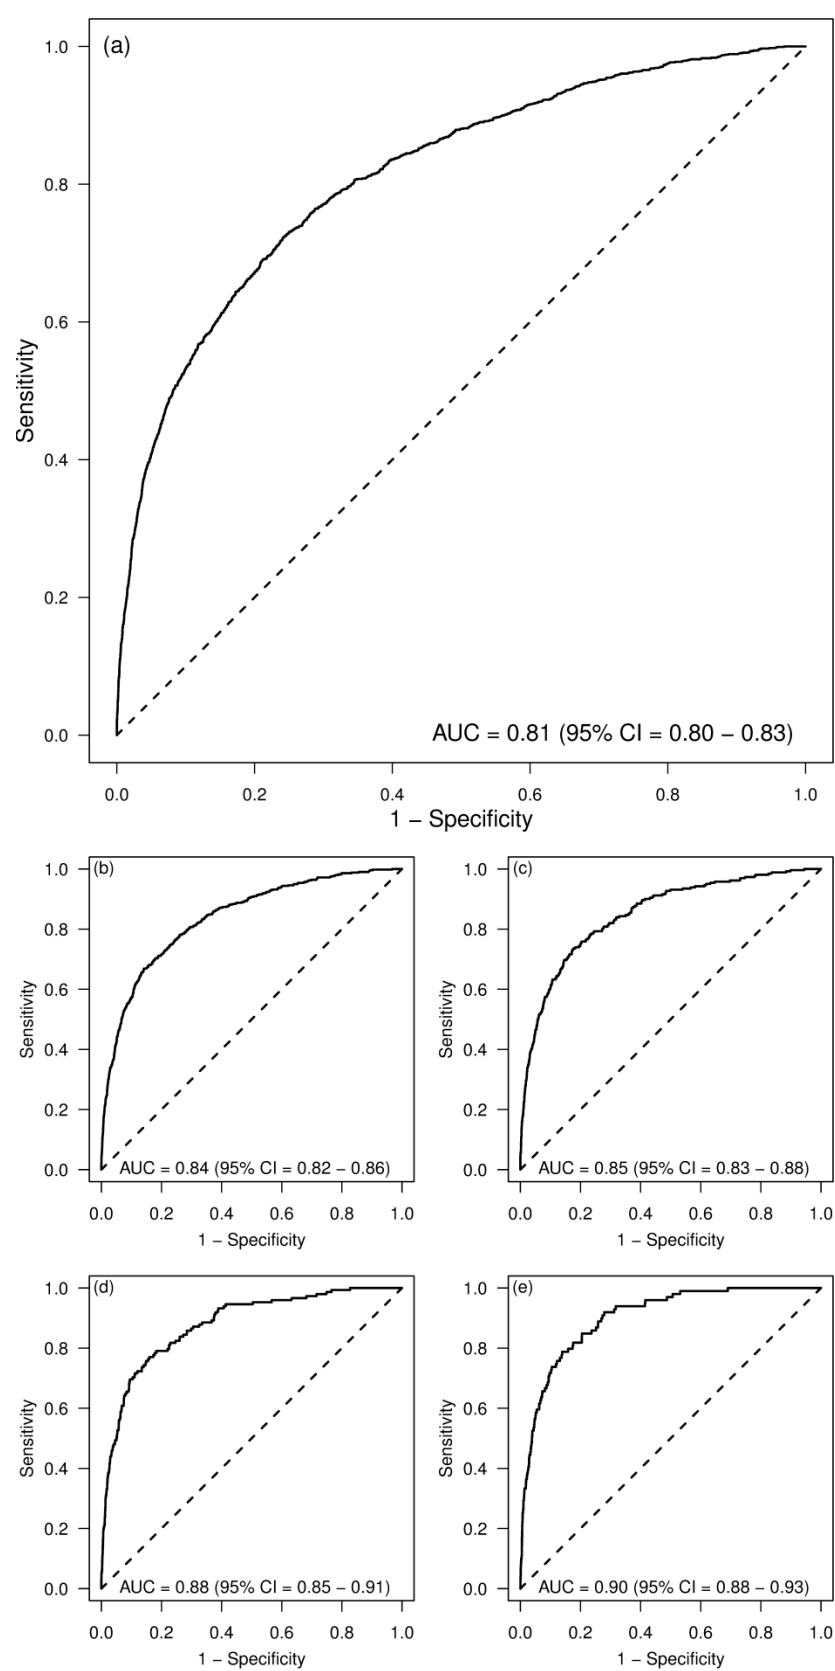 (a)
1.0
0.8
0.6
0.4
0.2
0.0
Sensitivity
AUC = 0.81 (95% CI = 0.80 − 0.83)
0.0 0.2 0.4 0.6 0.8 1.0
1 − Specificity
(b)
1.0
0.8
0.6
0.4
0.2
0.0
Sensitivity
AUC = 0.84 (95% CI = 0.82 − 0.86)
0.0 0.2 0.4 0.6 0.8 1.0
1 − Specificity
(c)
1.0
0.8
0.6
0.4
0.2
0.0
Sensitivity
AUC = 0.85 (95% CI = 0.83 − 0.88)
0.0 0.2 0.4 0.6 0.8 1.0
1 − Specificity
(d)
1.0
0.8
0.6
0.4
0.2
0.0
Sensitivity
AUC = 0.88 (95% CI = 0.85 − 0.91)
0.0 0.2 0.4 0.6 0.8 1.0
1 − Specificity
(e)
1.0
0.8
0.6
0.4
0.2
0.0
Sensitivity
AUC = 0.90 (95% CI = 0.88 − 0.93)
0.0 0.2 0.4 0.6 0.8 1.0
1 − Specificity